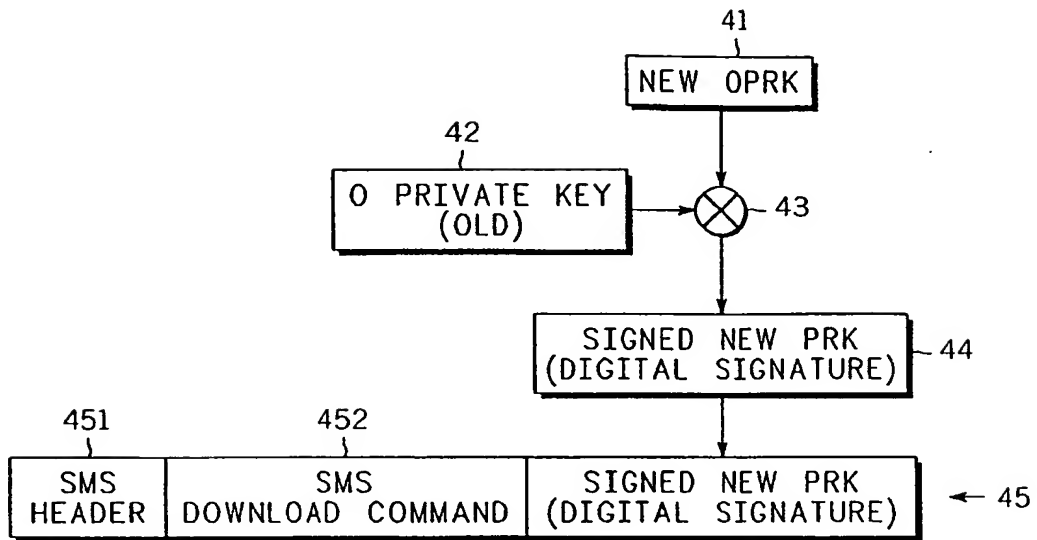 41
NEW OPRK
42
O PRIVATE KEY
(OLD)
43
SIGNED NEW PRK
(DIGITAL SIGNATURE)
44
451
452
SMS
HEADER
SMS
DOWNLOAD COMMAND
SIGNED NEW PRK
(DIGITAL SIGNATURE)
45